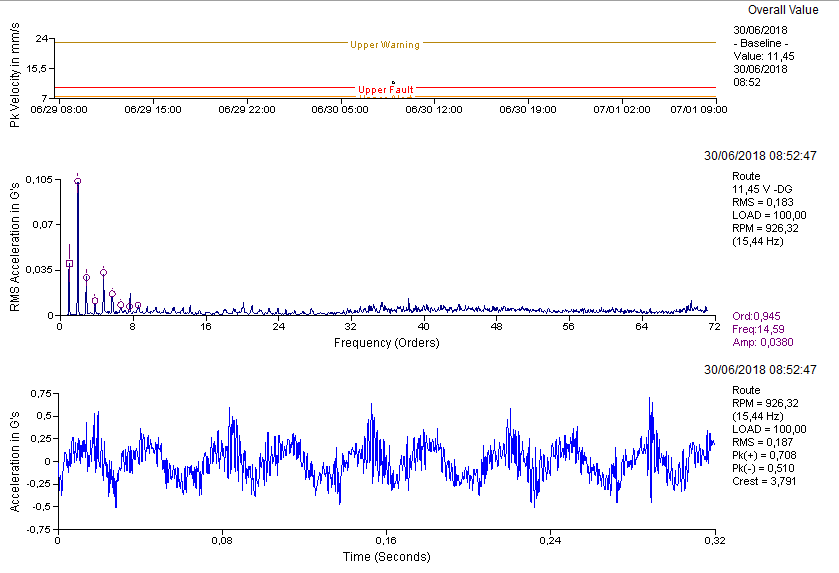 Overall Value
30/06/2018
- Baseline -
Value: 11,45
30/06/2018
08:52
Pk Velocity in mm/s
24
15,5
7
Upper Warning
Upper Fault
06/29 08:00
06/29 15:00
06/29 22:00
06/30 05:00
06/30 12:00
06/30 19:00
07/01 02:00
07/01 09:00
30/06/2018 08:52:47
Route
11,45 V -DG
RMS = 0,183
LOAD = 100,00
RPM = 926,32
(15,44 Hz)
RMS Acceleration in G's
0,105
0,07
0,035
0
0
8
16
24
32
40
48
56
64
72
Frequency (Orders)
Ord:0,945
Freq:14,59
Amp: 0,0380
30/06/2018 08:52:47
Route
RPM = 926,32
(15,44 Hz)
LOAD = 100,00
RMS = 0,187
Pk(+) = 0,708
Pk(-) = 0,510
Crest = 3,791
Acceleration in G's
0,75
0,5
0,25
0
-0,25
-0,5
-0,75
0
0,08
0,16
0,24
0,32
Time (Seconds)